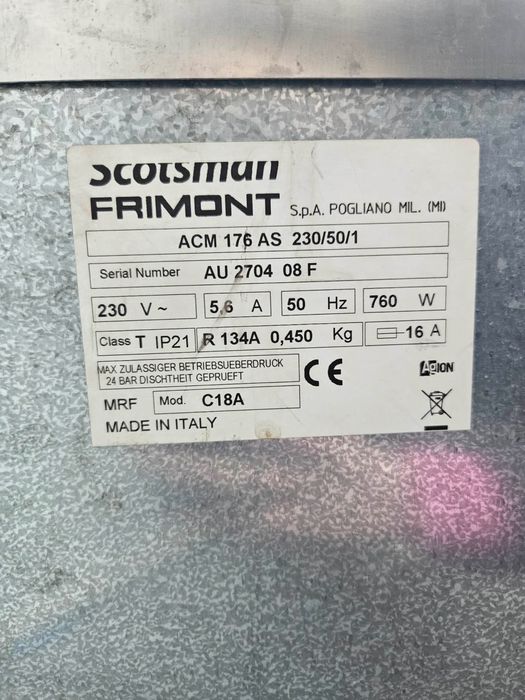 Scotsman
FRIMONT S.p.A. POGLIANO MIL. (MI)
ACM 176 AS 230/50/1
Serial Number AU 2704 08 F
230 V ~ 5,6 A 50 Hz 760 W
Class T IP21 R 134A 0,450 Kg 16 A
MAX ZULASSIGER BETRIEBSUEBERDRUCK
24 BAR DISCHTHEIT GEPRUEFT
CE
AgION
MRF Mod. C18A
MADE IN ITALY